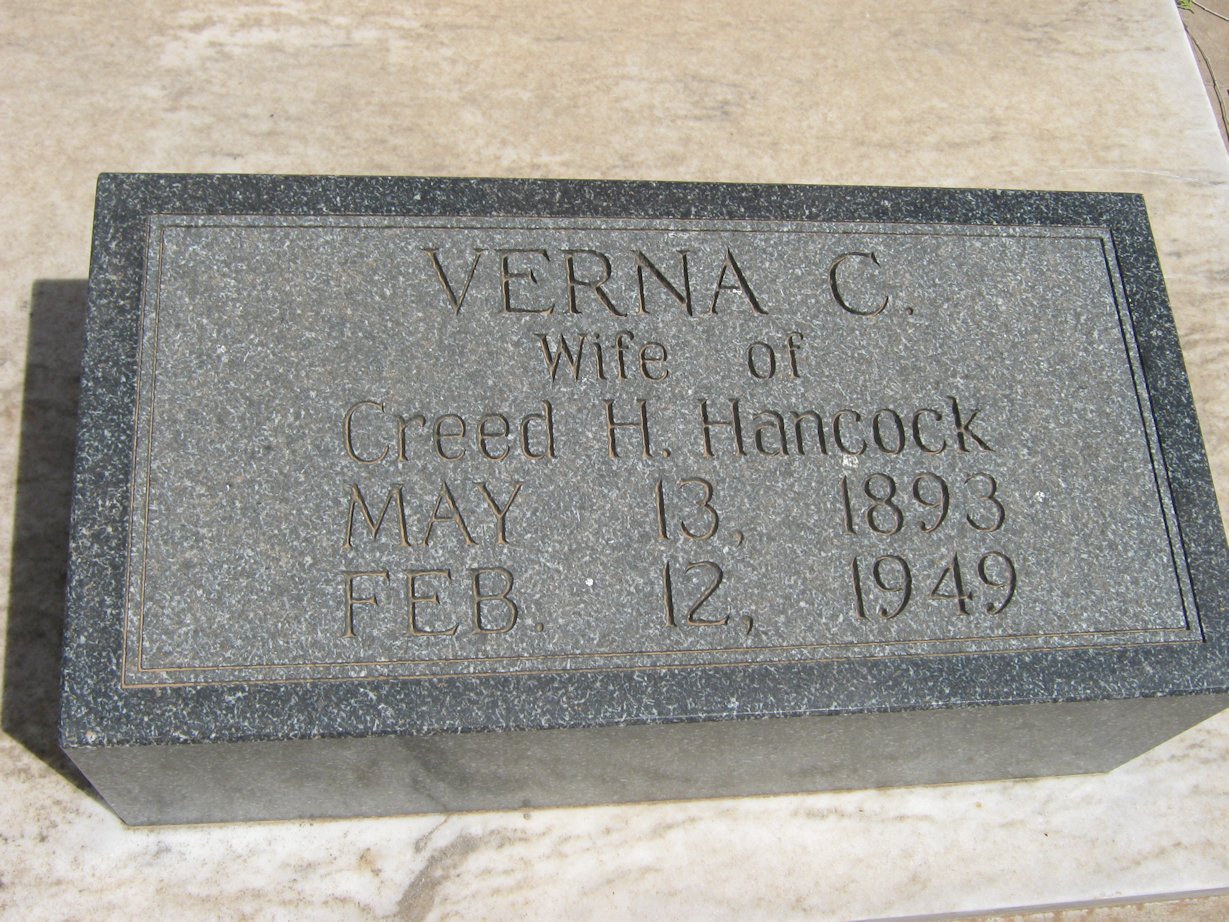 VERNA C.
Wife of
Creed H. Hancock
MAY 13, 1893
FEB. 12, 1949